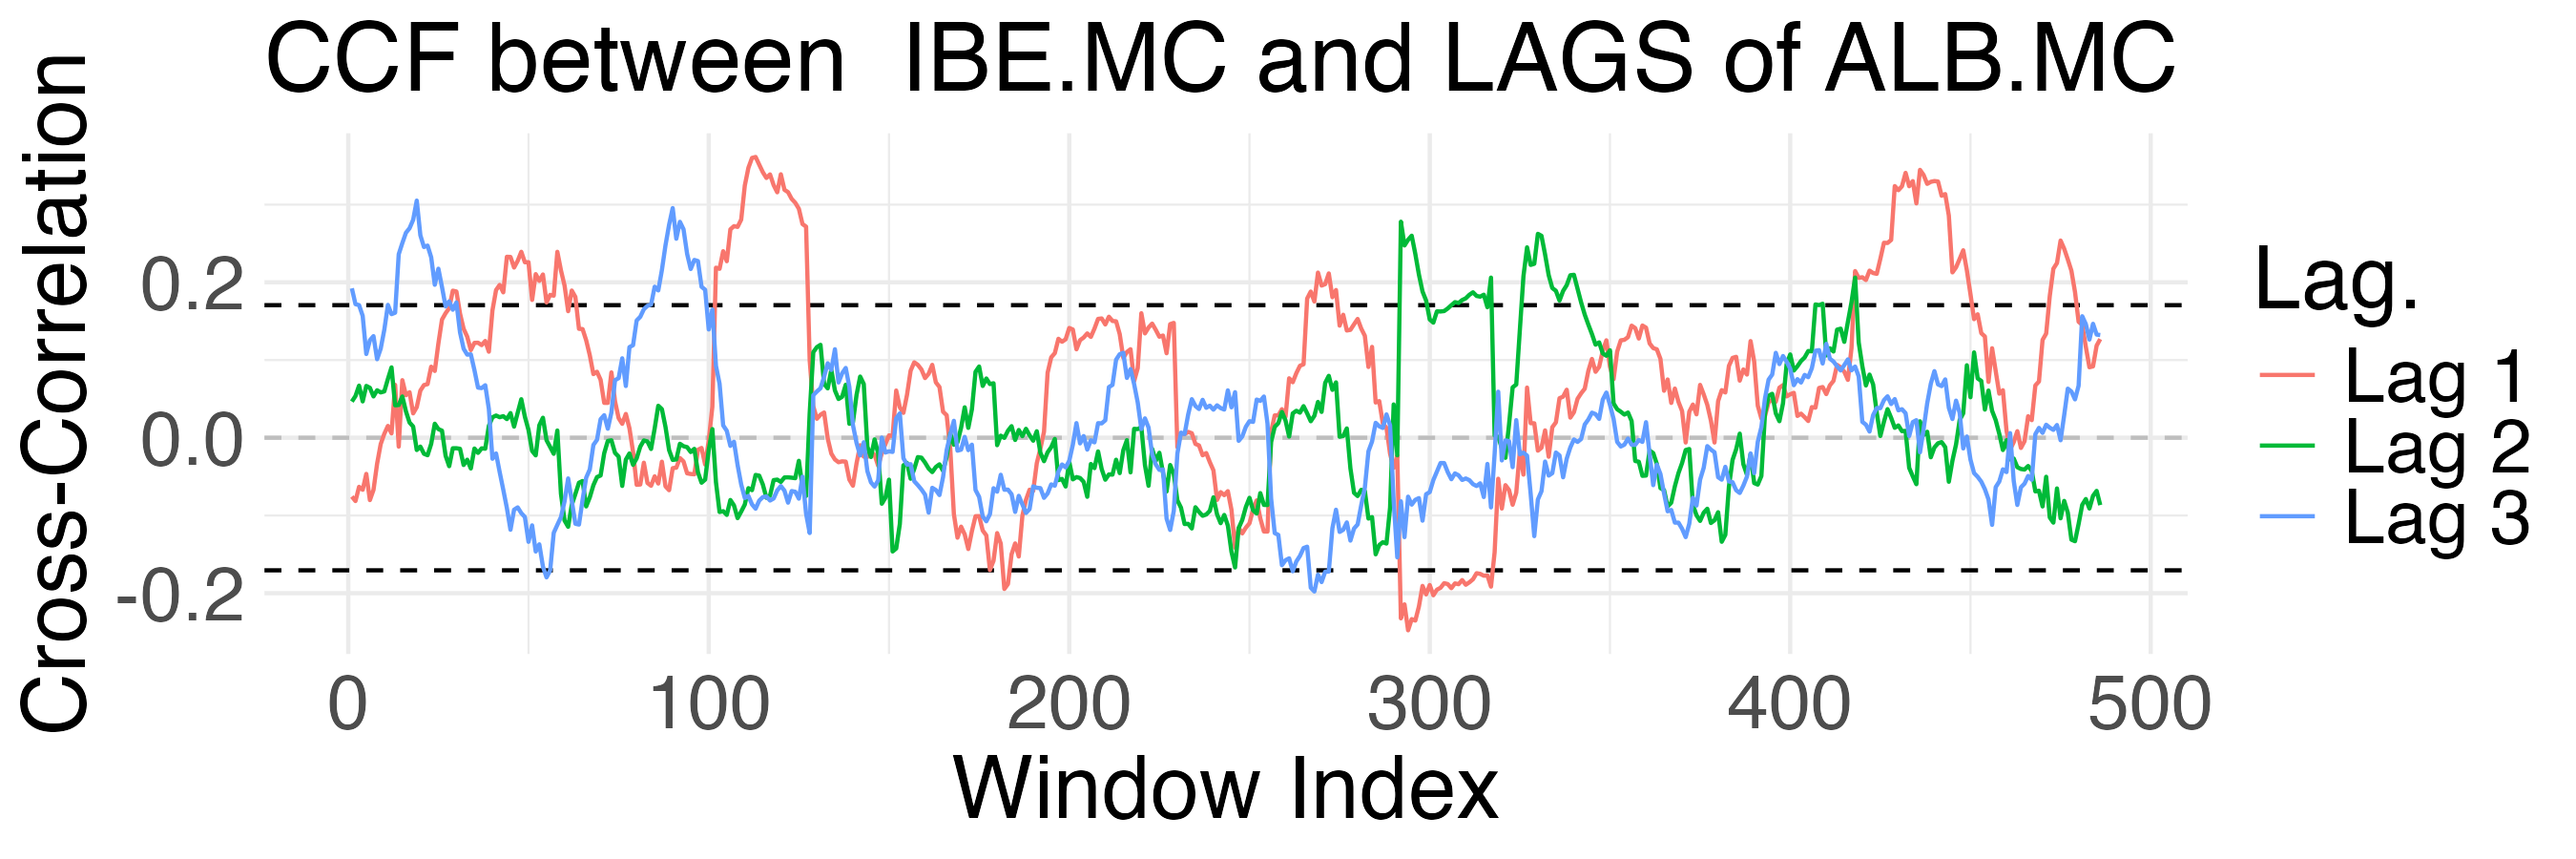 CCF between  IBE.MC and LAGS of ALB.MC
Cross-Correlation
0.2
0.0
-0.2
0 100 200 300 400 500
Window Index
Lag.
Lag 1
Lag 2
Lag 3